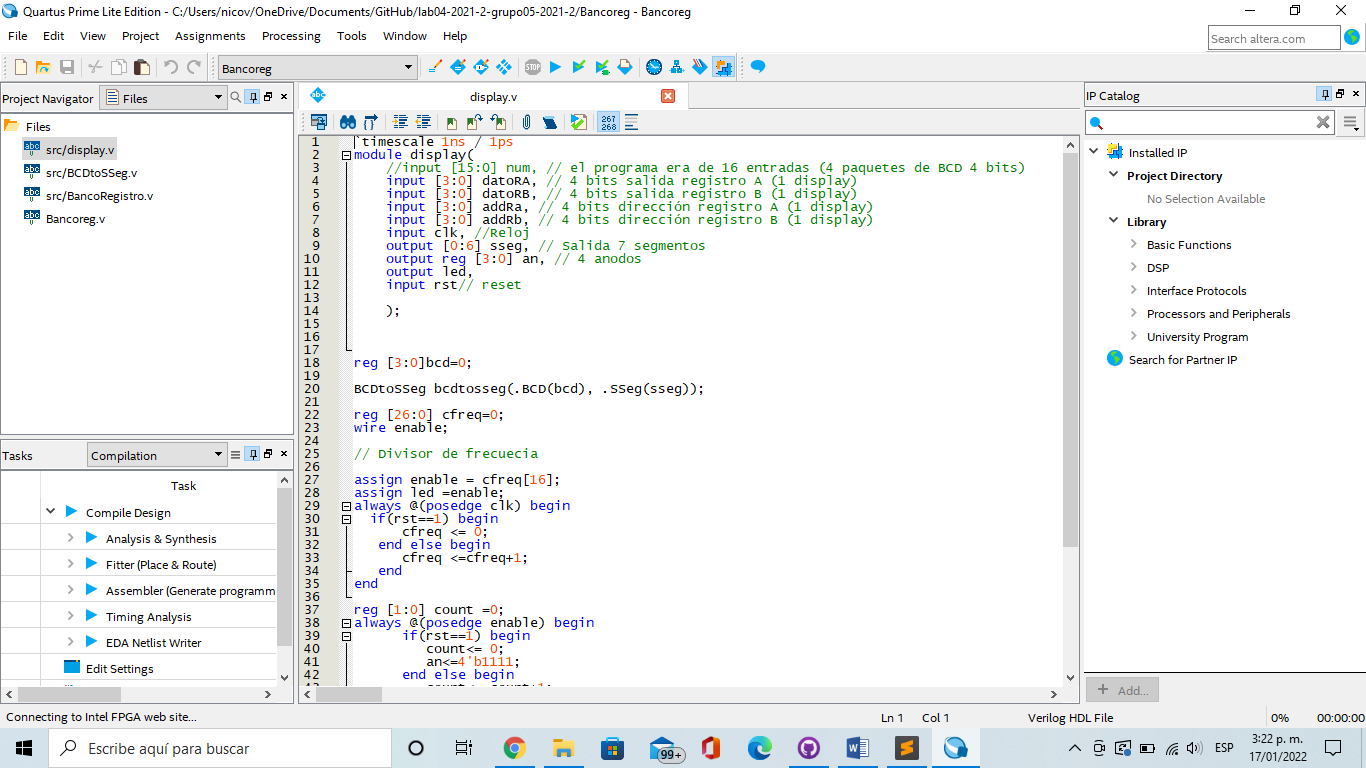 Quartus Prime Lite Edition - C:/Users/nicov/OneDrive/Documents/GitHub/lab04-2021-2-grupo05-2021-2/Bancoreg - Bancoreg
File Edit View Project Assignments Processing Tools Window Help
Search altera.com
Bancoreg
STOP
Project Navigator Files
Files
src/display.v
src/BCDtoSSeg.v
src/BancoRegistro.v
Bancoreg.v
Tasks Compilation
Task
Compile Design
Analysis & Synthesis
Fitter (Place & Route)
Assembler (Generate programm
Timing Analysis
EDA Netlist Writer
Edit Settings
display.v
267
268
1 `timescale 1ns / 1ps
2 module display(
3 //input [15:0] num, // el programa era de 16 entradas (4 paquetes de BCD 4 bits)
4 input [3:0] datoRA, // 4 bits salida registro A (1 display)
5 input [3:0] datoRB, // 4 bits salida registro B (1 display)
6 input [3:0] addRa, // 4 bits dirección registro A (1 display)
7 input [3:0] addRb, // 4 bits dirección registro B (1 display)
8 input clk, //Reloj
9 output [0:6] sseg, // Salida 7 segmentos
10 output reg [3:0] an, // 4 anodos
11 output led,
12 input rst// reset
13
14 );
15
16
17
18 reg [3:0]bcd=0;
19
20 BCDtoSSeg bcdtosseg(.BCD(bcd), .SSeg(sseg));
21
22 reg [26:0] cfreq=0;
23 wire enable;
24
25 // Divisor de frecuecia
26
27 assign enable = cfreq[16];
28 assign led =enable;
29 always @(posedge clk) begin
30 if(rst==1) begin
31 cfreq <= 0;
32 end else begin
33 cfreq <=cfreq+1;
34 end
35 end
36
37 reg [1:0] count =0;
38 always @(posedge enable) begin
39 if(rst==1) begin
40 count<= 0;
41 an<=4'b1111;
42 end else begin
IP Catalog
Installed IP
Project Directory
No Selection Available
Library
Basic Functions
DSP
Interface Protocols
Processors and Peripherals
University Program
Search for Partner IP
+ Add...
Connecting to Intel FPGA web site...
Ln 1 Col 1 Verilog HDL File 0% 00:00:00
Escribe aquí para buscar
99+
ESP
3:22 p. m.
17/01/2022